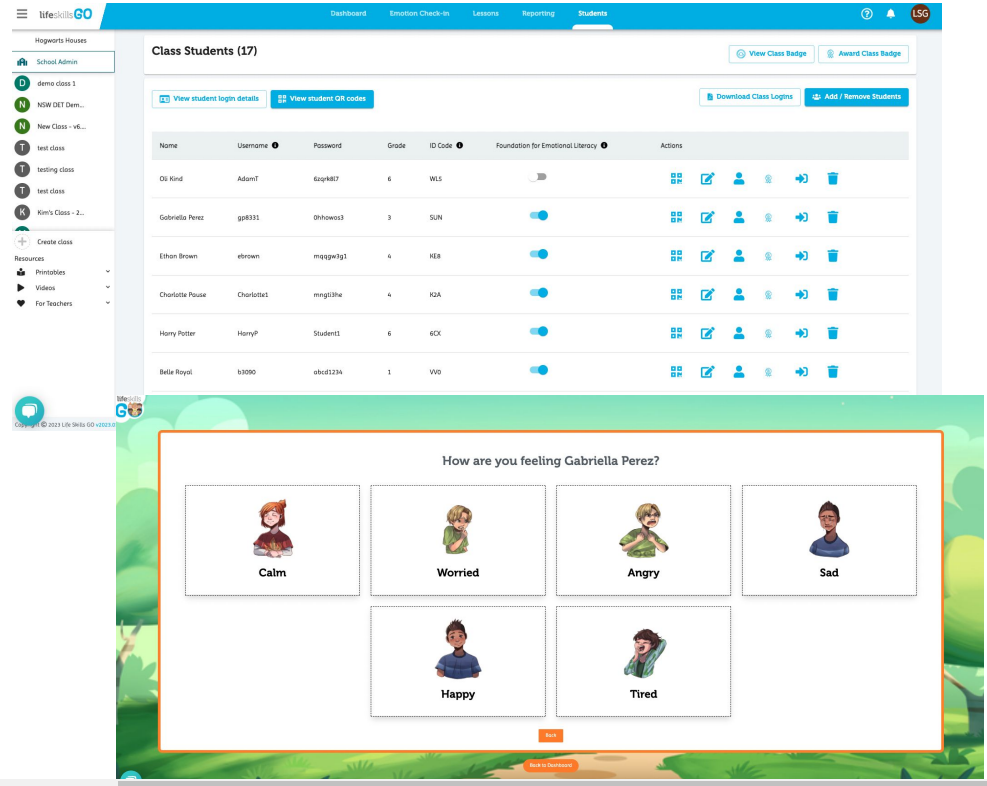 lifeskills GO
Dashboard Emotion Check-in Lessons Reporting Students
LSG
Hogwarts Houses
School Admin
D demo class 1
N NSW DET Dem...
N New Class - v6...
T test class
T testing class
T test class
K Kim's Class - 2...
Create class
Resources
Printables
Videos
For Teachers
Class Students (17)
View Class Badge Award Class Badge
View student login details View student QR codes Download Class Logins Add / Remove Students
Name Username Password Grade ID Code Foundation for Emotional Literacy Actions
Oli Kind AdamT 6zqrk8l7 6 WLS
Gabriella Perez gp8331 0hhowos3 3 SUN
Ethan Brown ebrown mqqgw3g1 4 KEB
Charlotte Pause Charlotte1 mngti3he 4 K2A
Harry Potter HarryP Student1 6 6CX
Belle Royal b3090 abcd1234 1 VV0
© 2023 Life Skills GO v2023.0
lifeskills
GO
How are you feeling Gabriella Perez?
Calm Worried Angry Sad
Happy Tired
Back
Back to Dashboard